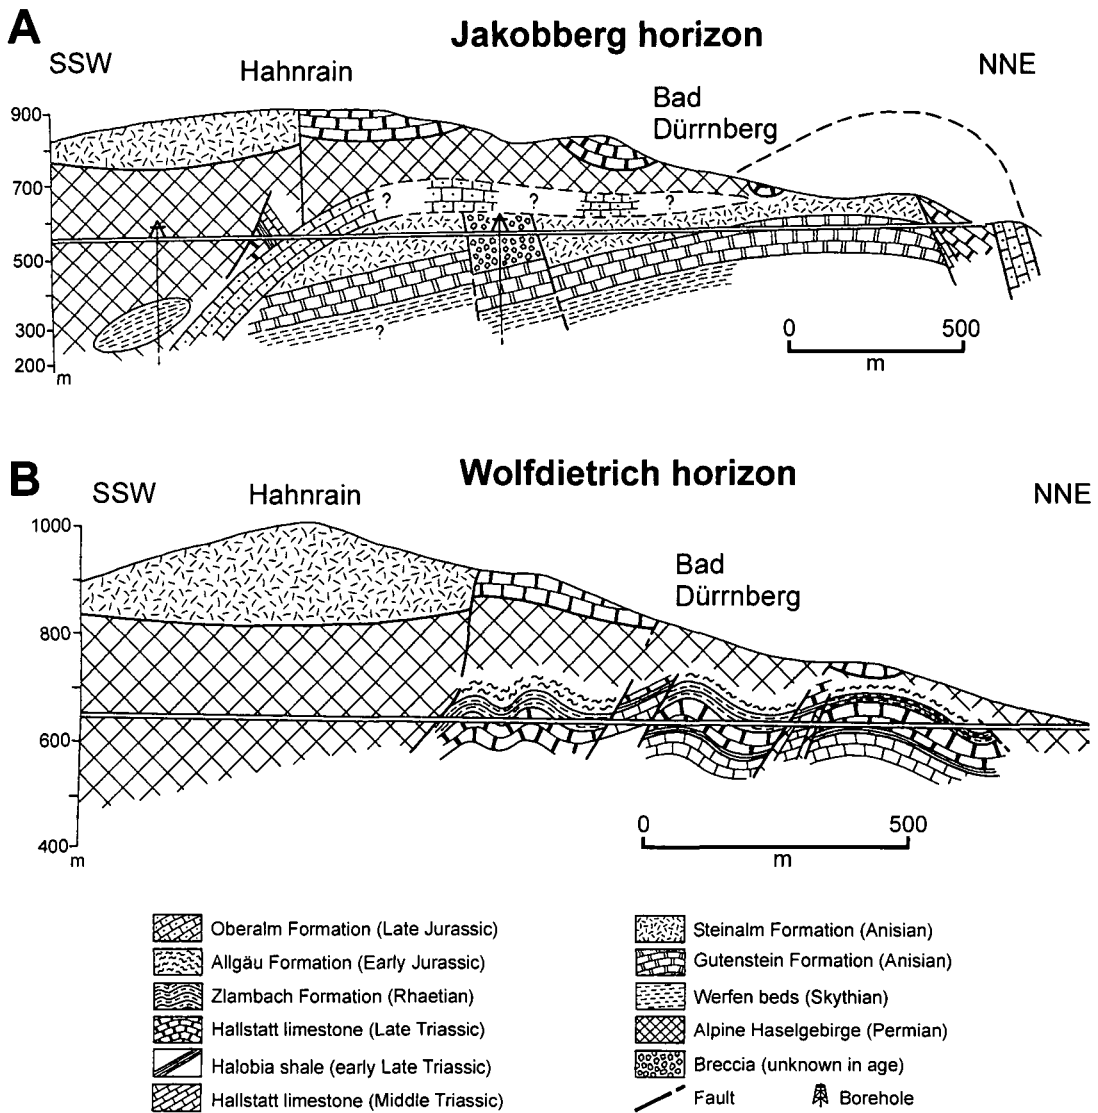 A
Jakobberg horizon
SSW
Hahnrain
Bad
Dürrnberg
NNE
900
700
?
?
?
500
300
?
200
m
0
500
m
B
Wolfdietrich horizon
SSW
Hahnrain
NNE
1000
Bad
Dürrnberg
800
600
400
m
0
500
m
Oberalm Formation (Late Jurassic)
Allgäu Formation (Early Jurassic)
Zlambach Formation (Rhaetian)
Hallstatt limestone (Late Triassic)
Halobia shale (early Late Triassic)
Hallstatt limestone (Middle Triassic)
Steinalm Formation (Anisian)
Gutenstein Formation (Anisian)
Werfen beds (Skythian)
Alpine Haselgebirge (Permian)
Breccia (unknown in age)
Fault
Borehole